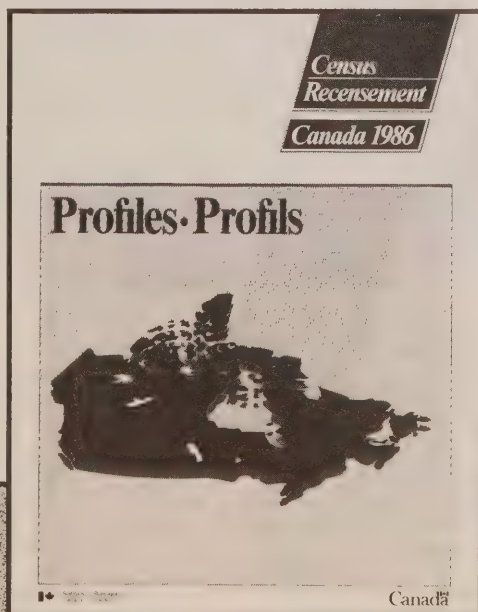 Census
Recensement
Canada 1986
Profiles • Profils
Canada